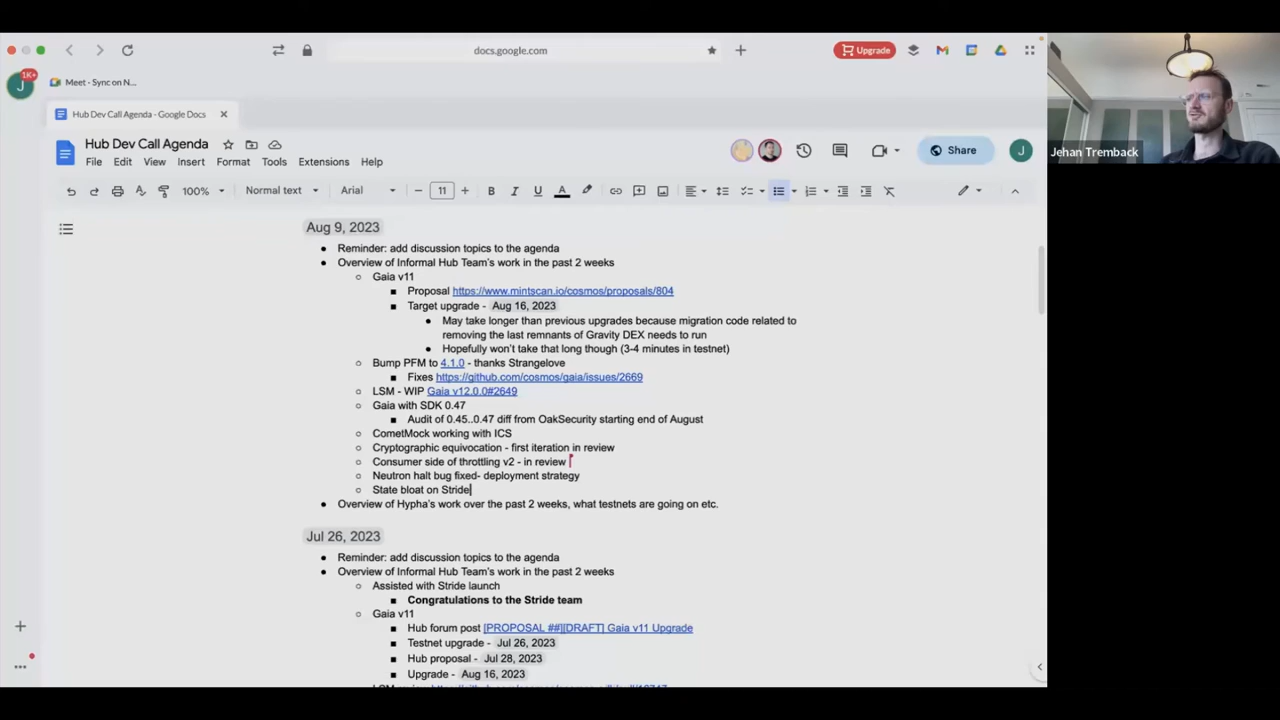 docs.google.com
Upgrade
J
1K+
Meet - Sync on N...
Hub Dev Call Agenda - Google Docs
Hub Dev Call Agenda
File Edit View Insert Format Tools Extensions Help
Share
J
100% Normal text Arial 11 B I U A
Jehan Tremback
Aug 9, 2023
Reminder: add discussion topics to the agenda
Overview of Informal Hub Team's work in the past 2 weeks
Gaia v11
Proposal https://www.mintscan.io/cosmos/proposals/804
Target upgrade - Aug 16, 2023
May take longer than previous upgrades because migration code related to
removing the last remnants of Gravity DEX needs to run
Hopefully won't take that long though (3-4 minutes in testnet)
Bump PFM to 4.1.0 - thanks Strangelove
Fixes https://github.com/cosmos/gaia/issues/2669
LSM - WIP Gaia v12.0.0#2649
Gaia with SDK 0.47
Audit of 0.45..0.47 diff from OakSecurity starting end of August
CometMock working with ICS
Cryptographic equivocation - first iteration in review
Consumer side of throttling v2 - in review
Neutron halt bug fixed- deployment strategy
State bloat on Stride
Overview of Hypha's work over the past 2 weeks, what testnets are going on etc.
Jul 26, 2023
Reminder: add discussion topics to the agenda
Overview of Informal Hub Team's work in the past 2 weeks
Assisted with Stride launch
Congratulations to the Stride team
Gaia v11
Hub forum post [PROPOSAL ##][DRAFT] Gaia v11 Upgrade
Testnet upgrade - Jul 26, 2023
Hub proposal - Jul 28, 2023
Upgrade - Aug 16, 2023